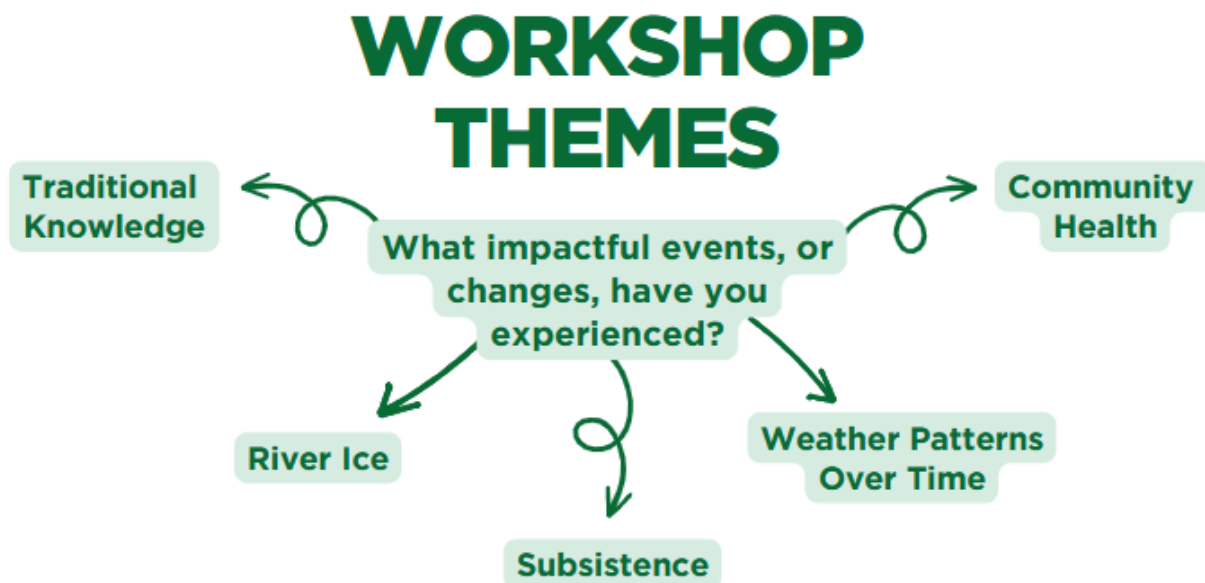 WORKSHOP
THEMES
Traditional
Knowledge
Community
Health
What impactful events, or
changes, have you
experienced?
River Ice
Weather Patterns
Over Time
Subsistence